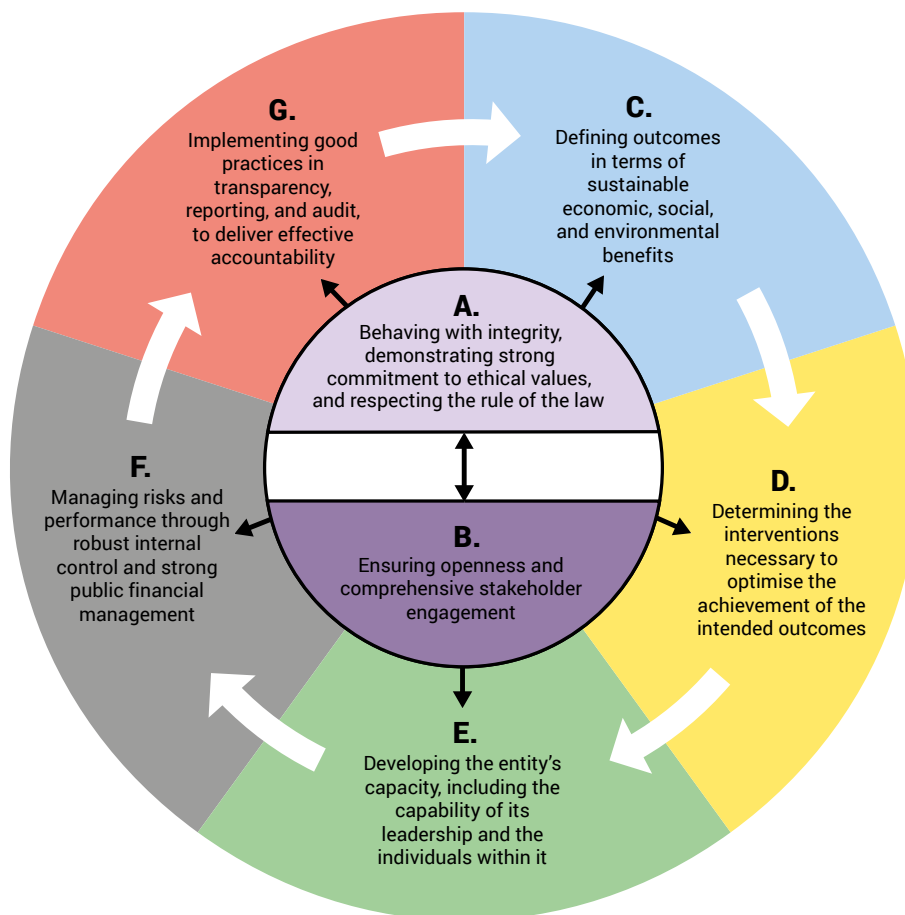 G.
Implementing good
practices in
transparency,
reporting, and audit,
to deliver effective
accountability
C.
Defining outcomes
in terms of
sustainable
economic, social,
and environmental
benefits
A.
Behaving with integrity,
demonstrating strong
commitment to ethical values,
and respecting the rule of the law
F.
Managing risks and
performance through
robust internal
control and strong
public financial
management
B.
Ensuring openness and
comprehensive stakeholder
engagement
D.
Determining the
interventions
necessary to
optimise the
achievement of the
intended outcomes
E.
Developing the entity’s
capacity, including the
capability of its
leadership and the
individuals within it